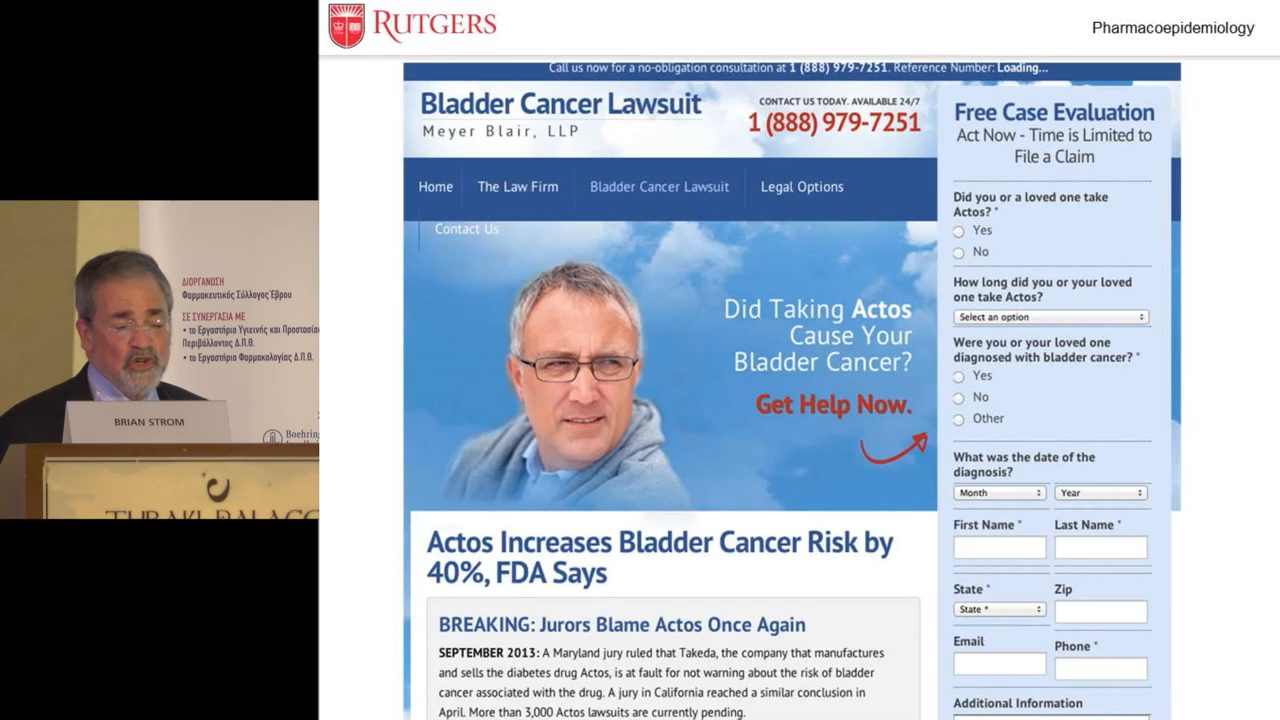 RUTGERS
Pharmacoepidemiology
Call us now for a no-obligation consultation at 1 (888) 979-7251. Reference Number: Loading...
Bladder Cancer Lawsuit
Meyer Blair, LLP
CONTACT US TODAY. AVAILABLE 24/7
1 (888) 979-7251
Home
The Law Firm
Bladder Cancer Lawsuit
Legal Options
Contact Us
Did Taking Actos
Cause Your
Bladder Cancer?
Get Help Now.
Actos Increases Bladder Cancer Risk by
40%, FDA Says
BREAKING: Jurors Blame Actos Once Again
SEPTEMBER 2013: A Maryland jury ruled that Takeda, the company that manufactures
and sells the diabetes drug Actos, is at fault for not warning about the risk of bladder
cancer associated with the drug. A jury in California reached a similar conclusion in
April. More than 3,000 Actos lawsuits are currently pending.
Free Case Evaluation
Act Now - Time is Limited to
File a Claim
Did you or a loved one take
Actos? *
Yes
No
How long did you or your loved
one take Actos?
Select an option
Were you or your loved one
diagnosed with bladder cancer? *
Yes
No
Other
What was the date of the
diagnosis?
Month
Year
First Name *
Last Name *
State *
Zip
State *
Email
Phone *
Additional Information
ΔΙΟΡΓΑΝΩΣΗ
Φαρμακευτικός Σύλλογος Έβρου
ΣΕ ΣΥΝΕΡΓΑΣΙΑ ΜΕ
• το Εργαστήριο Υγιεινής και Προστασίας
Περιβάλλοντος Δ.Π.Θ.
• το Εργαστήριο Φαρμακολογίας Δ.Π.Θ.
BRIAN STROM